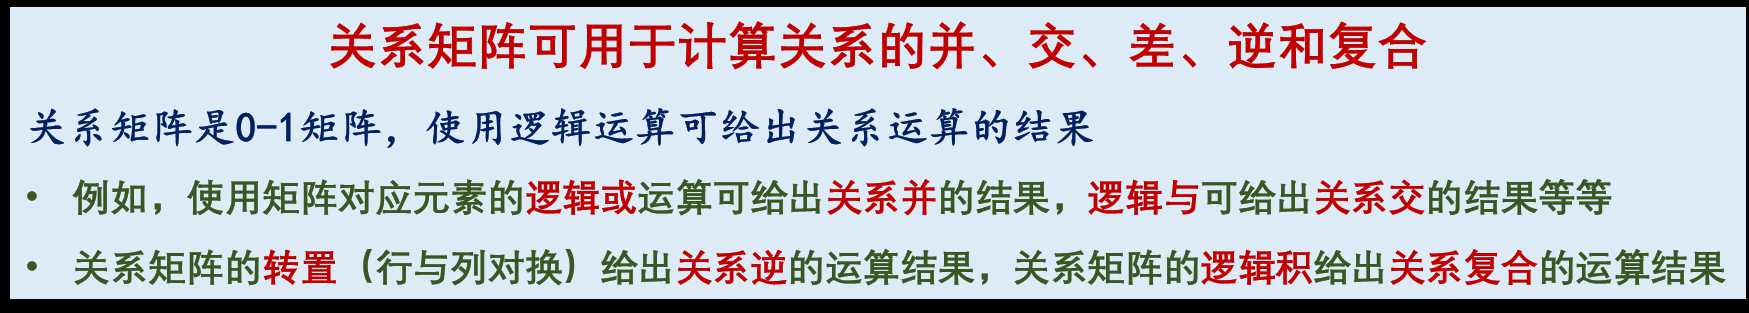 关系矩阵可用于计算关系的并、交、差、逆和复合
关系矩阵是0-1矩阵，使用逻辑运算可给出关系运算的结果
• 例如，使用矩阵对应元素的逻辑或运算可给出关系并的结果，逻辑与可给出关系交的结果等等
• 关系矩阵的转置（行与列对换）给出关系逆的运算结果，关系矩阵的逻辑积给出关系复合的运算结果